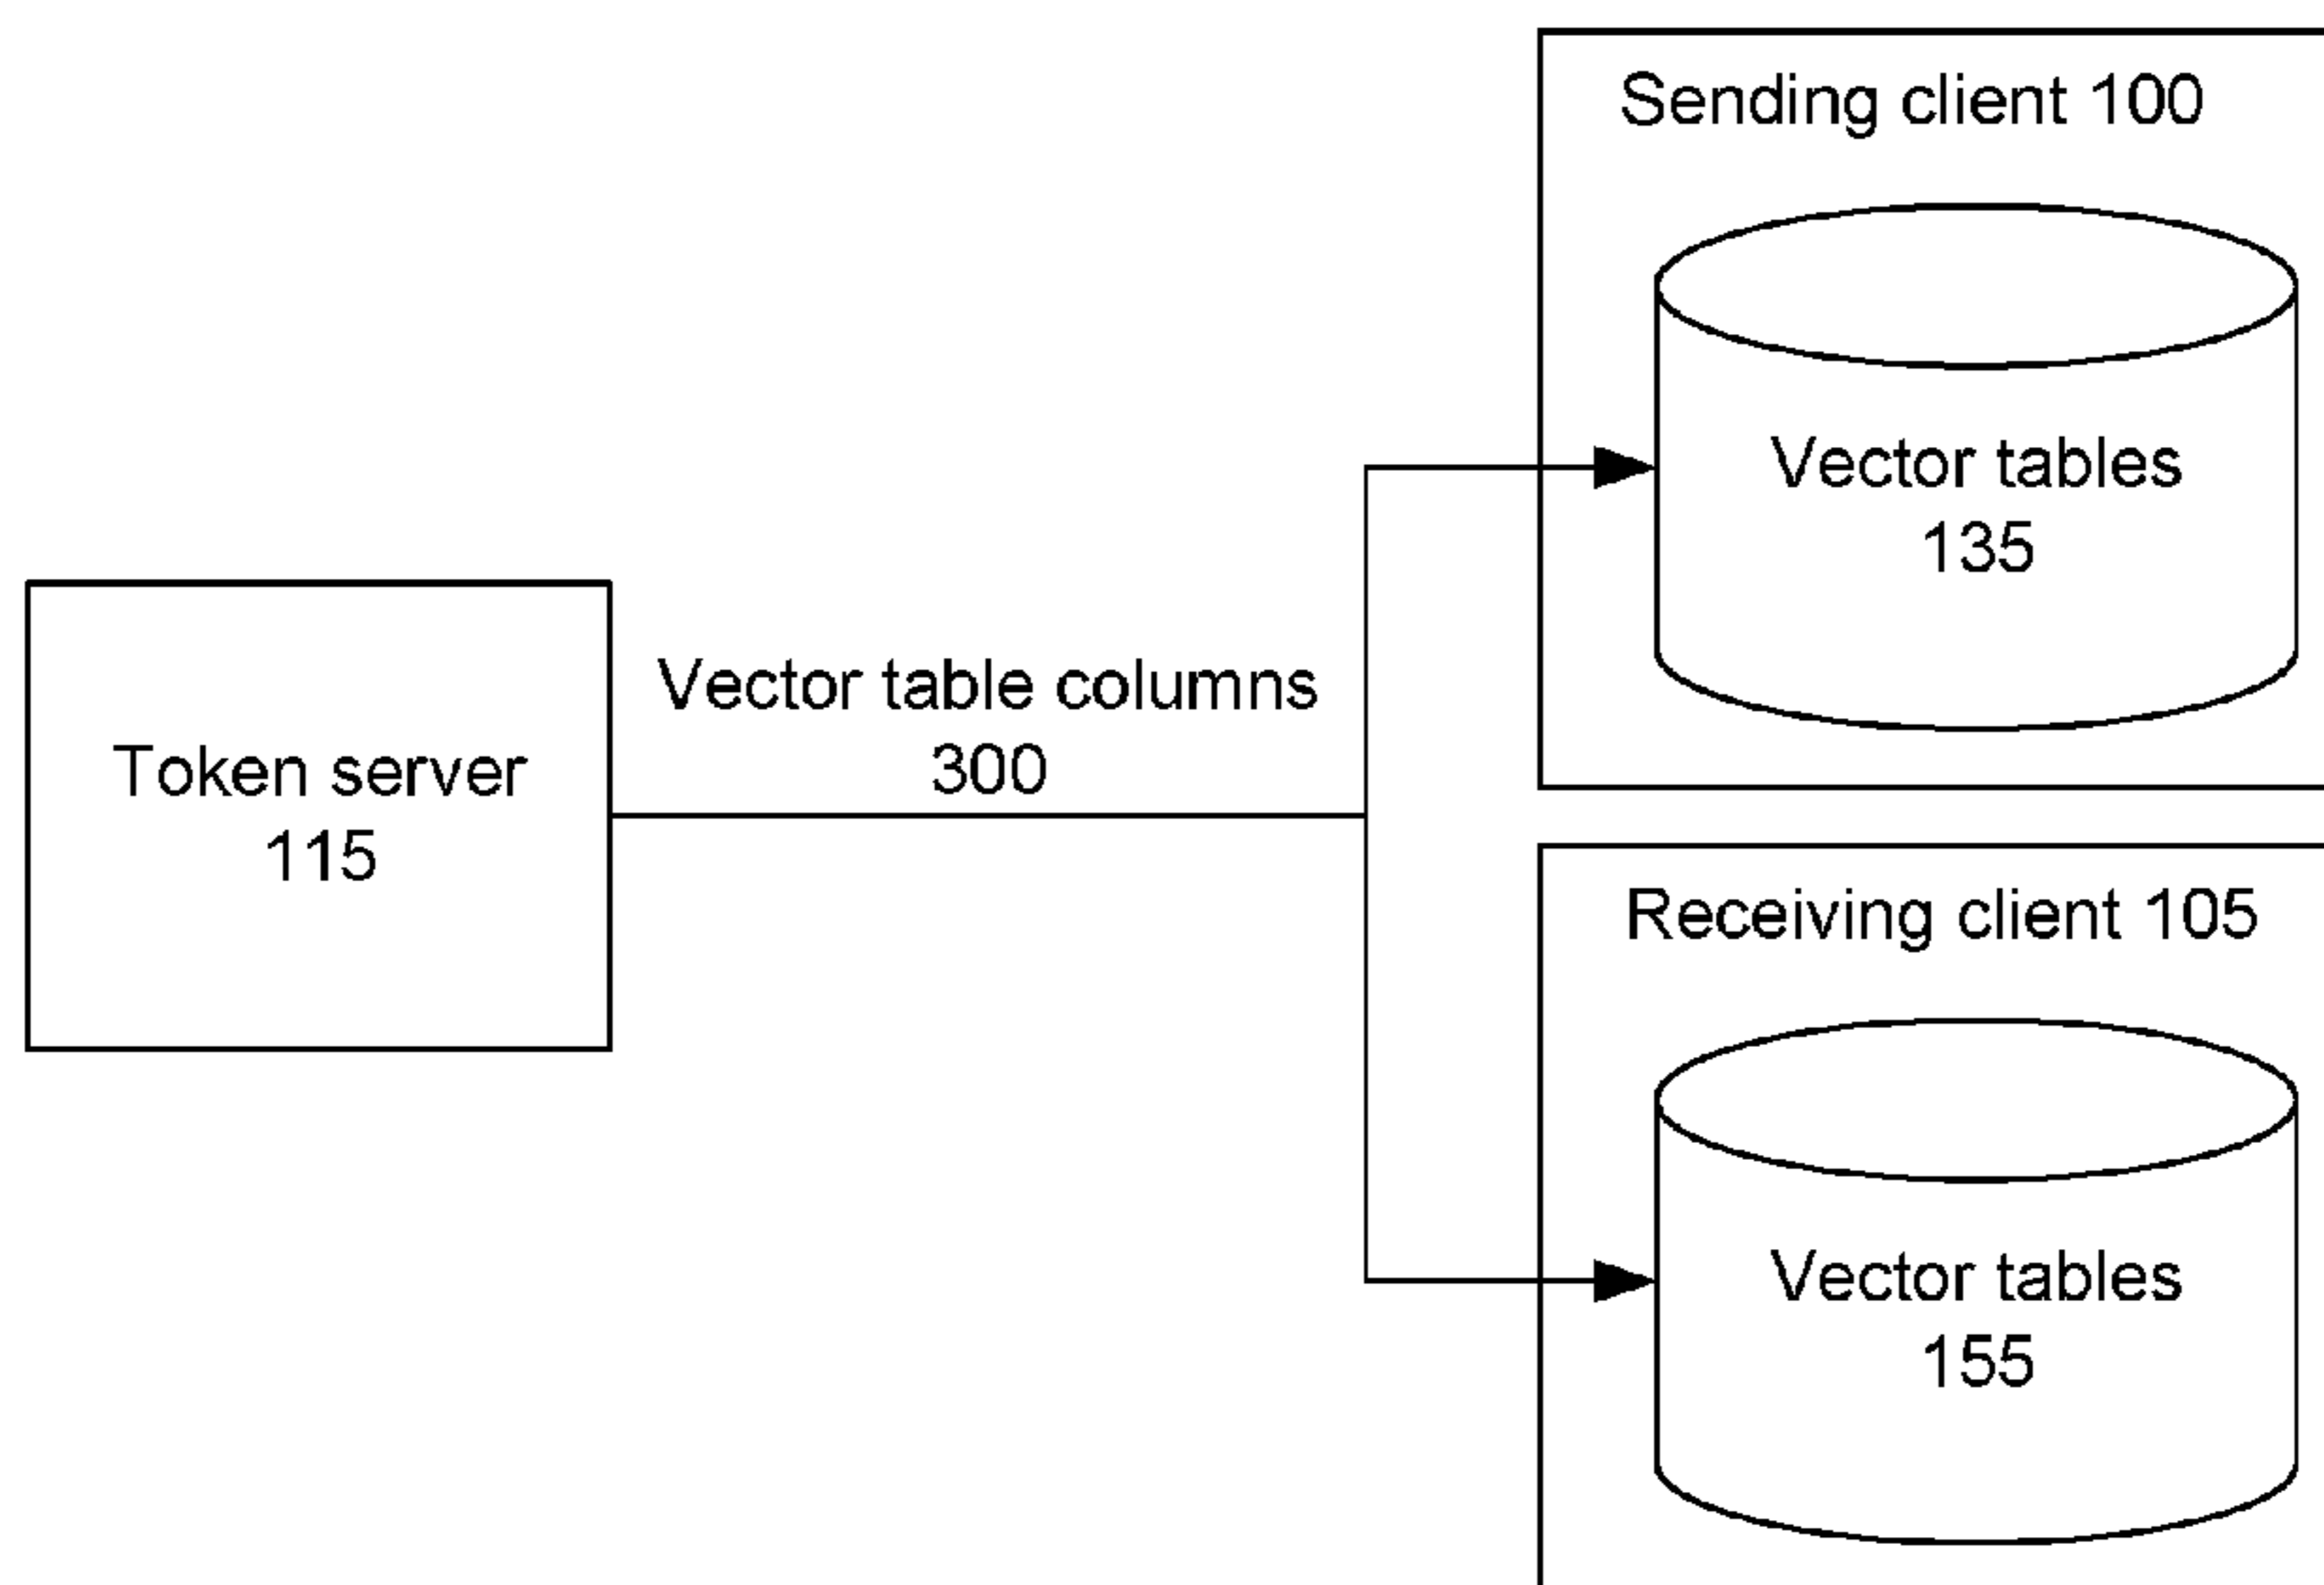 Sending client 100
Vector tables
135
Vector table columns
300
Token server
115
Receiving client 105
Vector tables
155